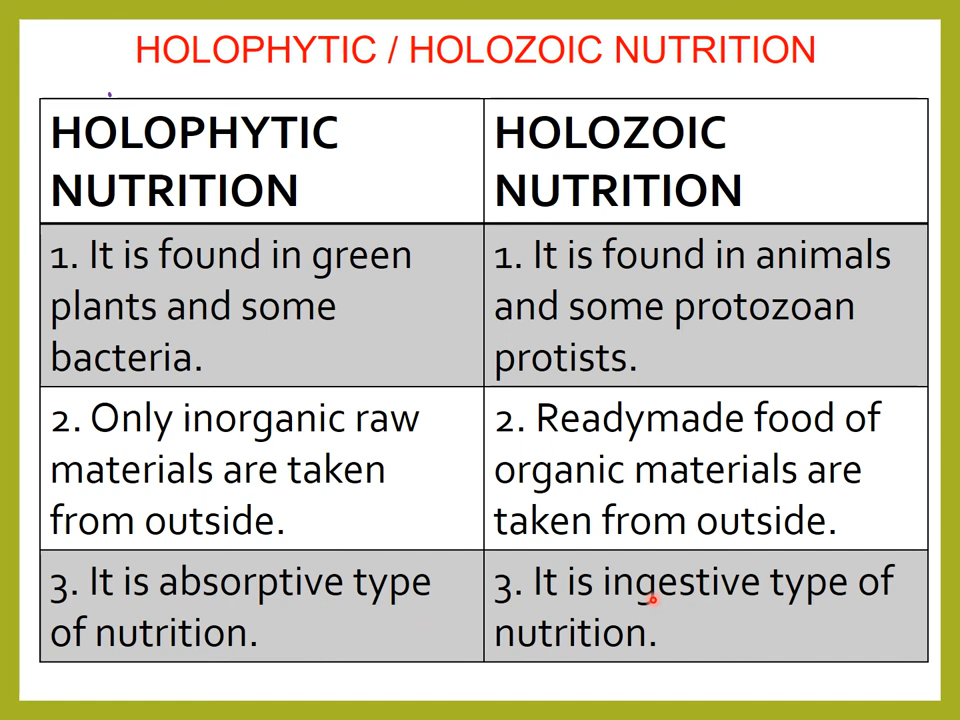 HOLOPHYTIC / HOLOZOIC NUTRITION
HOLOPHYTIC
NUTRITION
HOLOZOIC
NUTRITION
1. It is found in green
plants and some
bacteria.
1. It is found in animals
and some protozoan
protists.
2. Only inorganic raw
materials are taken
from outside.
2. Readymade food of
organic materials are
taken from outside.
3. It is absorptive type
of nutrition.
3. It is ingestive type of
nutrition.